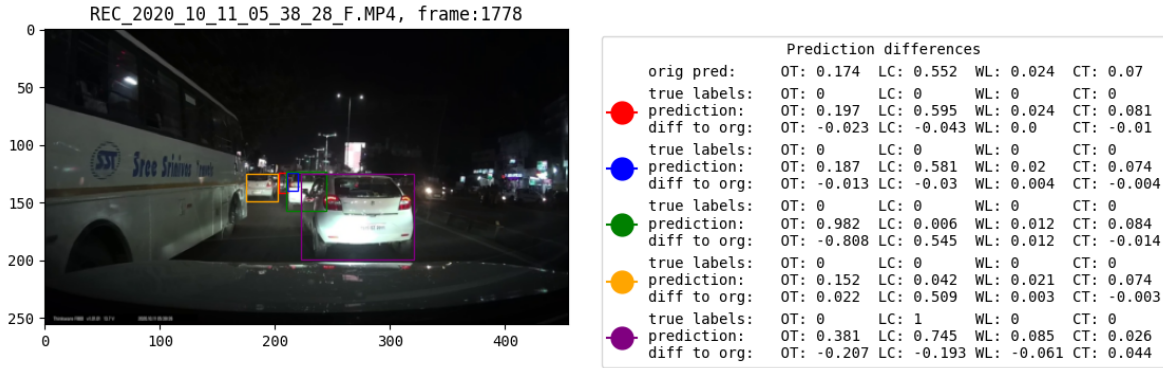 REC_2020_10_11_05_38_28_F.MP4, frame:1778
0
50
100
150
200
250
0 100 200 300 400
SST Sree Srinivas
Prediction differences
orig pred: OT: 0.174 LC: 0.552 WL: 0.024 CT: 0.07
true labels: OT: 0 LC: 0 WL: 0 CT: 0
prediction: OT: 0.197 LC: 0.595 WL: 0.024 CT: 0.081
diff to org: OT: -0.023 LC: -0.043 WL: 0.0 CT: -0.01
true labels: OT: 0 LC: 0 WL: 0 CT: 0
prediction: OT: 0.187 LC: 0.581 WL: 0.02 CT: 0.074
diff to org: OT: -0.013 LC: -0.03 WL: 0.004 CT: -0.004
true labels: OT: 0 LC: 0 WL: 0 CT: 0
prediction: OT: 0.982 LC: 0.006 WL: 0.012 CT: 0.084
diff to org: OT: -0.808 LC: 0.545 WL: 0.012 CT: -0.014
true labels: OT: 0 LC: 0 WL: 0 CT: 0
prediction: OT: 0.152 LC: 0.042 WL: 0.021 CT: 0.074
diff to org: OT: 0.022 LC: 0.509 WL: 0.003 CT: -0.003
true labels: OT: 0 LC: 1 WL: 0 CT: 0
prediction: OT: 0.381 LC: 0.745 WL: 0.085 CT: 0.026
diff to org: OT: -0.207 LC: -0.193 WL: -0.061 CT: 0.044